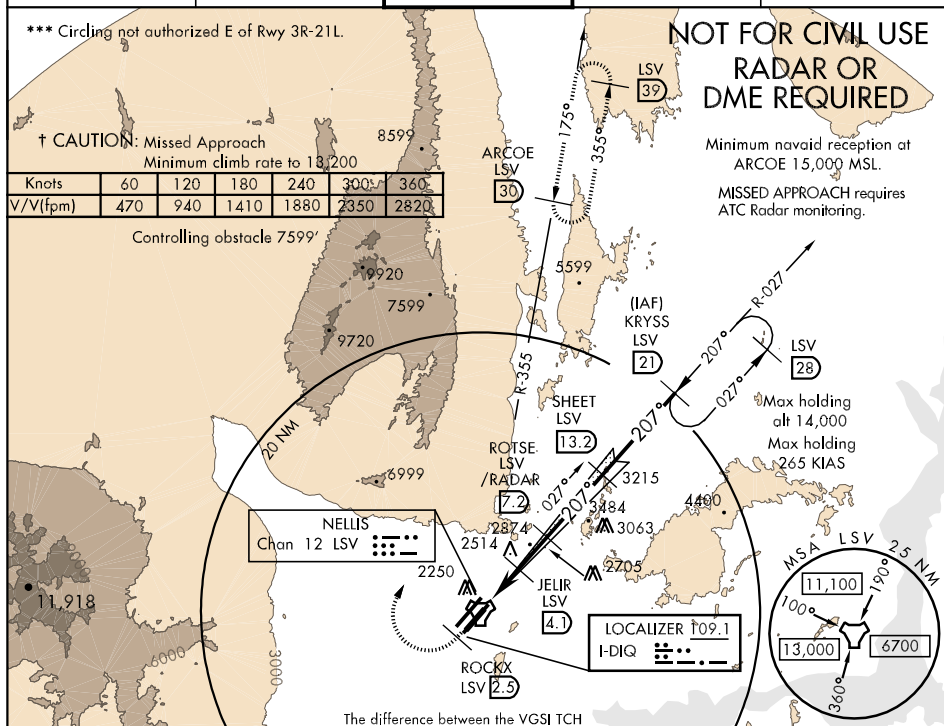 *** Circling not authorized E of Rwy 3R-21L.
NOT FOR CIVIL USE
RADAR OR
DME REQUIRED
LSV
39
175°
355°
8599
† CAUTION: Missed Approach
Minimum climb rate to 13,200
Knots 60 120 180 240 300 360
V/V(fpm) 470 940 1410 1880 2350 2820
Controlling obstacle 7599'
ARCOE
LSV
30
Minimum navaid reception at
ARCOE 15,000 MSL.
MISSED APPROACH requires
ATC Radar monitoring.
9920
7599
9720
5599
R-355
(IAF)
KRYSS
LSV
21
R-027
207°
027°
LSV
28
Max holding
alt 14,000
Max holding
265 KIAS
20 NM
SHEET
LSV
13.2
207°
ROTSE
LSV
/RADAR
7.2
027°
207°
6999
3215
3484
3063
4400
2874
2514
2705
2250
NELLIS
Chan 12 LSV
JELIR
LSV
4.1
LOCALIZER 109.1
I-DIQ
ROCKX
LSV 2.5
11,918
6000
3000
MSA LSV 25 NM
11,100
190°
100°
13,000
6700
360°
The difference between the VGSI TCH